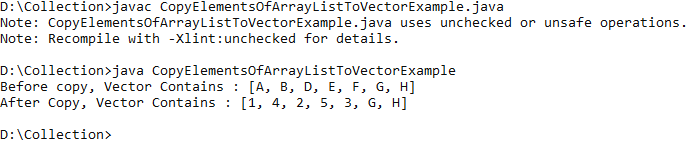 D:\Collection>javac CopyElementsOfArrayListToVectorExample.java
Note: CopyElementsOfArrayListToVectorExample.java uses unchecked or unsafe operations.
Note: Recompile with -Xlint:unchecked for details.
D:\Collection>java CopyElementsOfArrayListToVectorExample
Before copy, Vector Contains : [A, B, D, E, F, G, H]
After Copy, Vector Contains : [1, 4, 2, 5, 3, G, H]
D:\Collection>